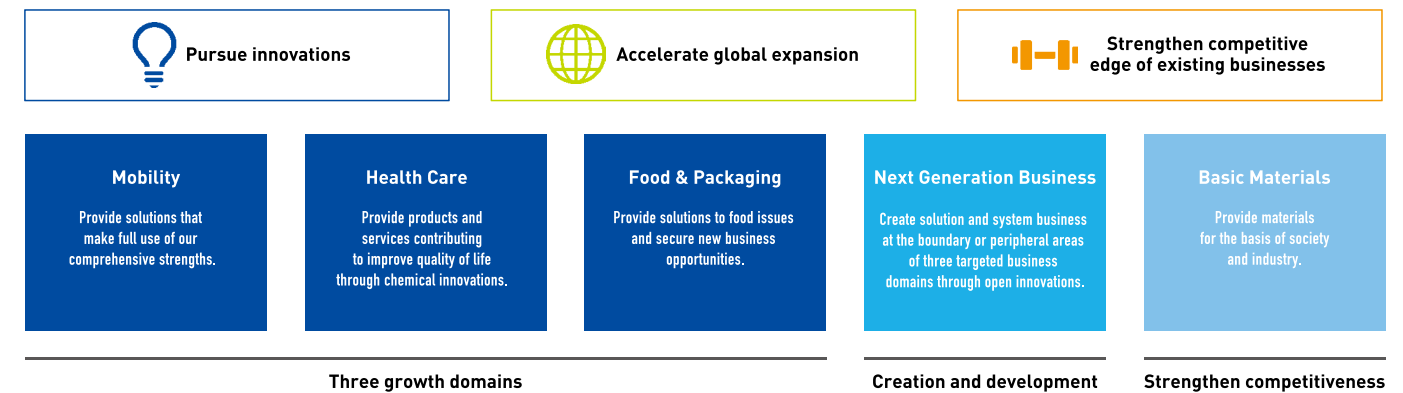 Pursue innovations
Accelerate global expansion
Strengthen competitive
edge of existing businesses
Mobility
Provide solutions that
make full use of our
comprehensive strengths.
Health Care
Provide products and
services contributing
to improve quality of life
through chemical innovations.
Food & Packaging
Provide solutions to food issues
and secure new business
opportunities.
Next Generation Business
Create solution and system business
at the boundary or peripheral areas
of three targeted business
domains through open innovations.
Basic Materials
Provide materials
for the basis of society
and industry.
Three growth domains
Creation and development
Strengthen competitiveness